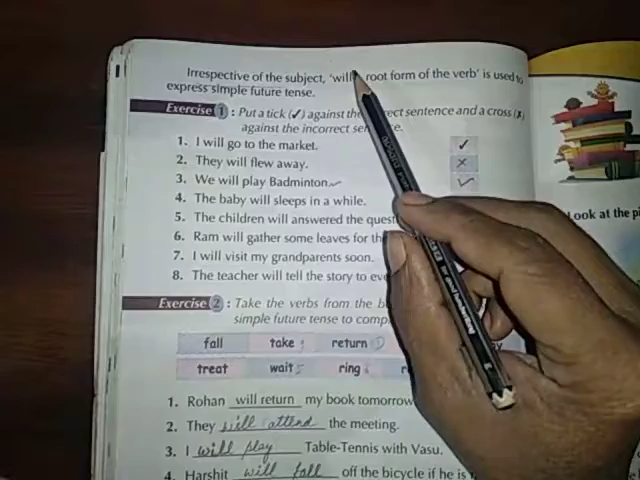 Irrespective of the subject, 'will root form of the verb' is used to
express simple future tense.
Exercise 1 : Put a tick (✓) against the correct sentence and a cross (✗)
against the incorrect sentence.
1. I will go to the market. ✓
2. They will flew away. ✗
3. We will play Badminton. ✓
4. The baby will sleeps in a while.
5. The children will answered the quest
6. Ram will gather some leaves for the
7. I will visit my grandparents soon.
8. The teacher will tell the story to eve
Look at the pi
Exercise 2 : Take the verbs from the b
simple future tense to comp
fall take return
treat wait ring
1. Rohan will return my book tomorrow
2. They will attend the meeting.
3. I will play Table-Tennis with Vasu.
4. Harshit will fall off the bicycle if he is